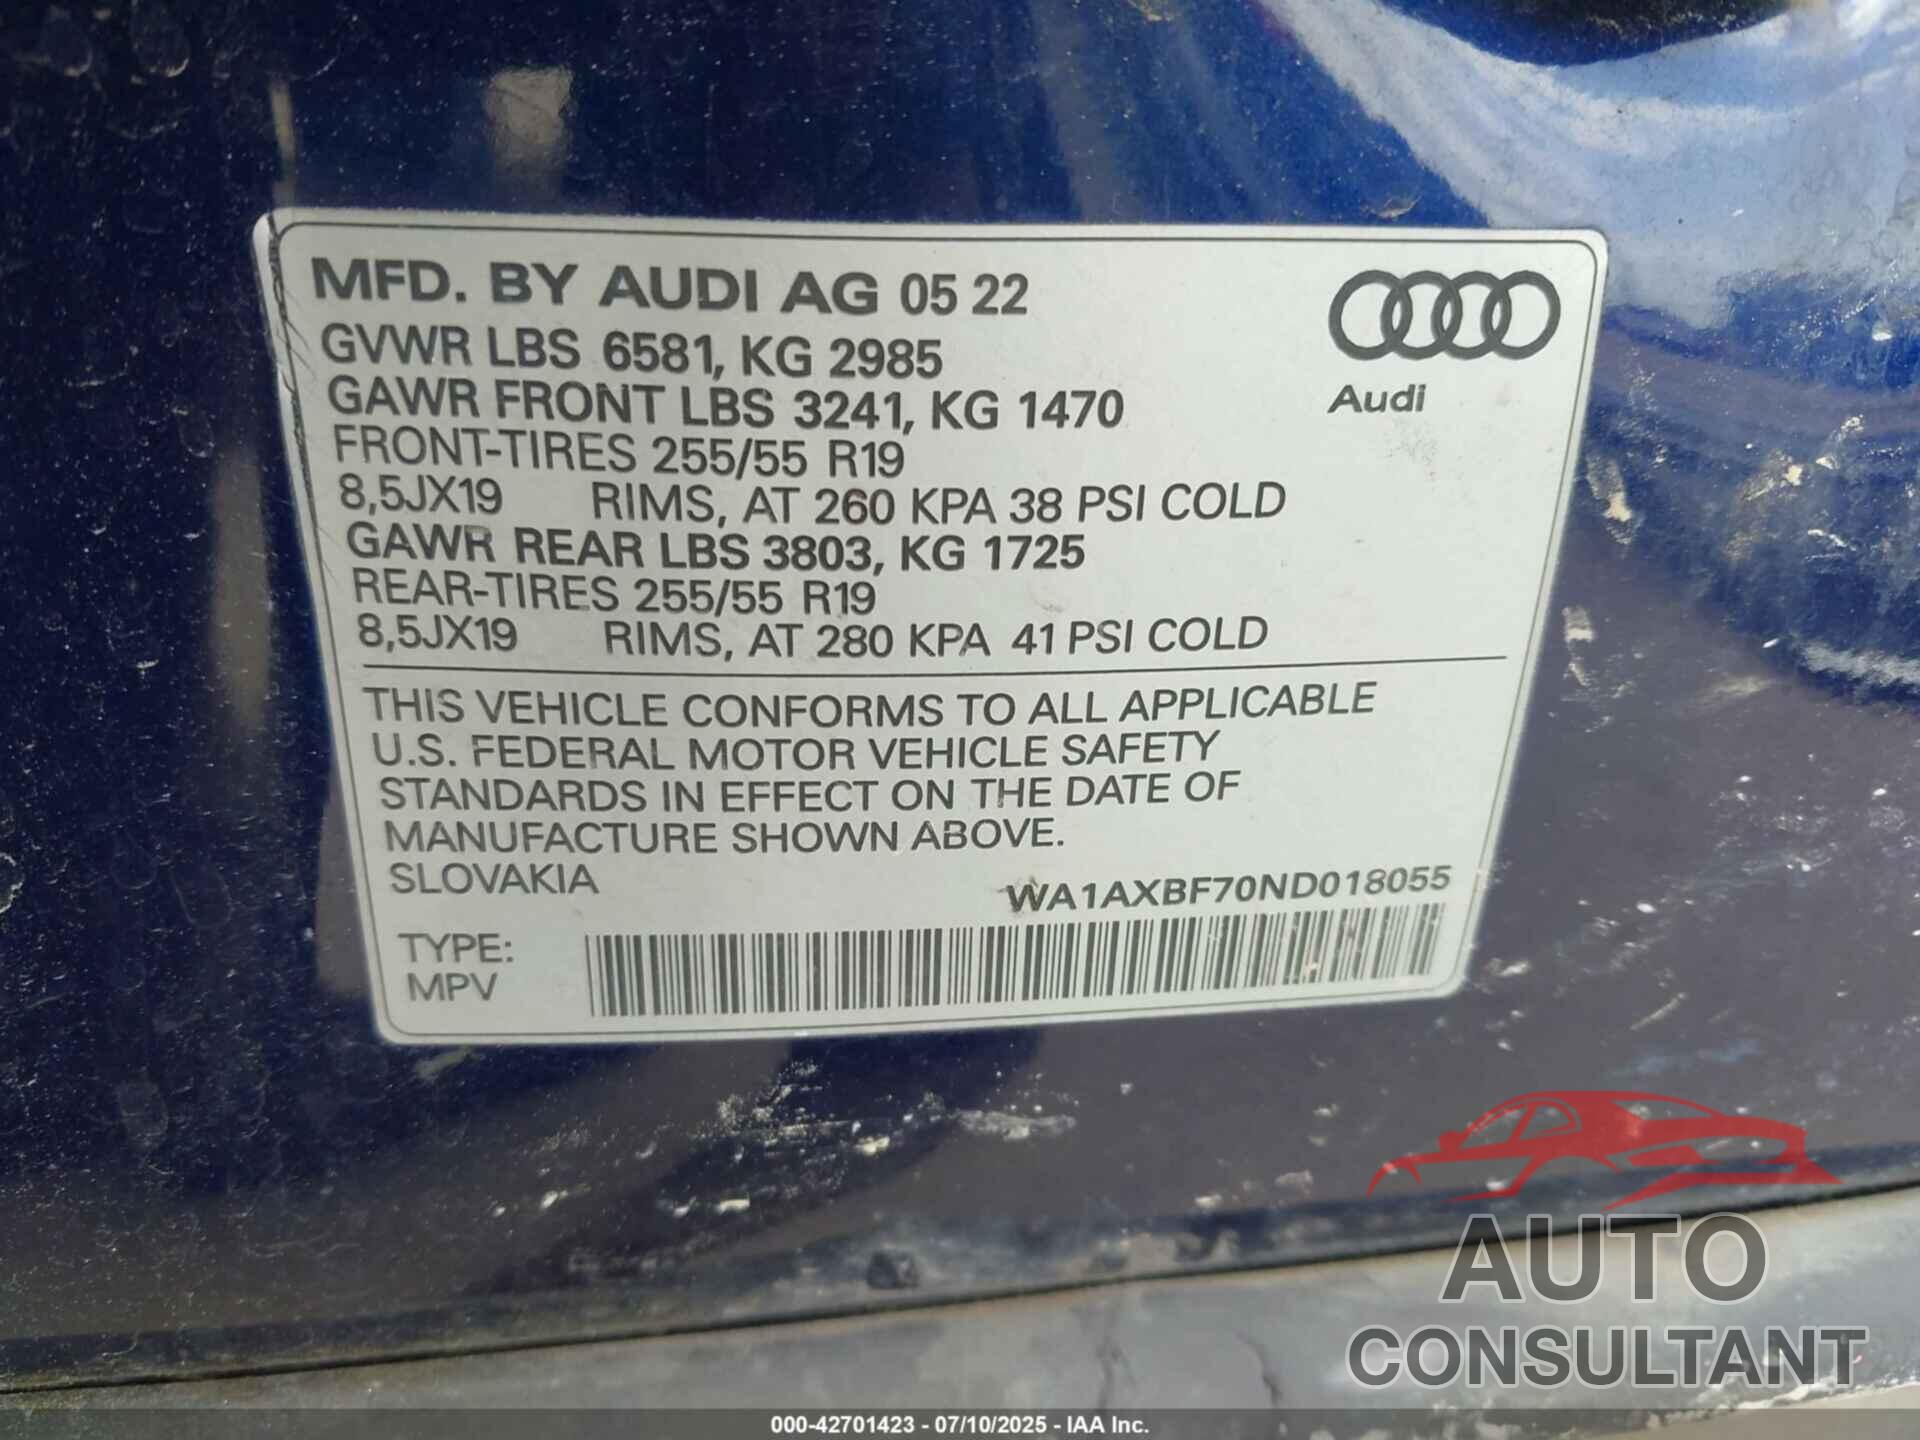 MFD. BY AUDI AG 05 22
GVWR LBS 6581, KG 2985
GAWR FRONT LBS 3241, KG 1470
FRONT-TIRES 255/55 R19
8,5JX19 RIMS, AT 260 KPA 38 PSI COLD
GAWR REAR LBS 3803, KG 1725
REAR-TIRES 255/55 R19
8,5JX19 RIMS, AT 280 KPA 41 PSI COLD
Audi
THIS VEHICLE CONFORMS TO ALL APPLICABLE
U.S. FEDERAL MOTOR VEHICLE SAFETY
STANDARDS IN EFFECT ON THE DATE OF
MANUFACTURE SHOWN ABOVE.
SLOVAKIA
WA1AXBF70ND018055
TYPE:
MPV
AUTO
CONSULTANT
000-42701423 - 07/10/2025 - IAA Inc.